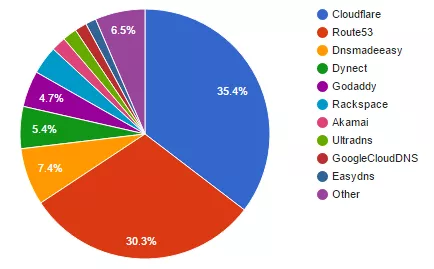 6.5%
35.4%
4.7%
5.4%
7.4%
30.3%
Cloudflare
Route53
Dnsmadeeasy
Dynect
Godaddy
Rackspace
Akamai
Ultradns
GoogleCloudDNS
Easydns
Other